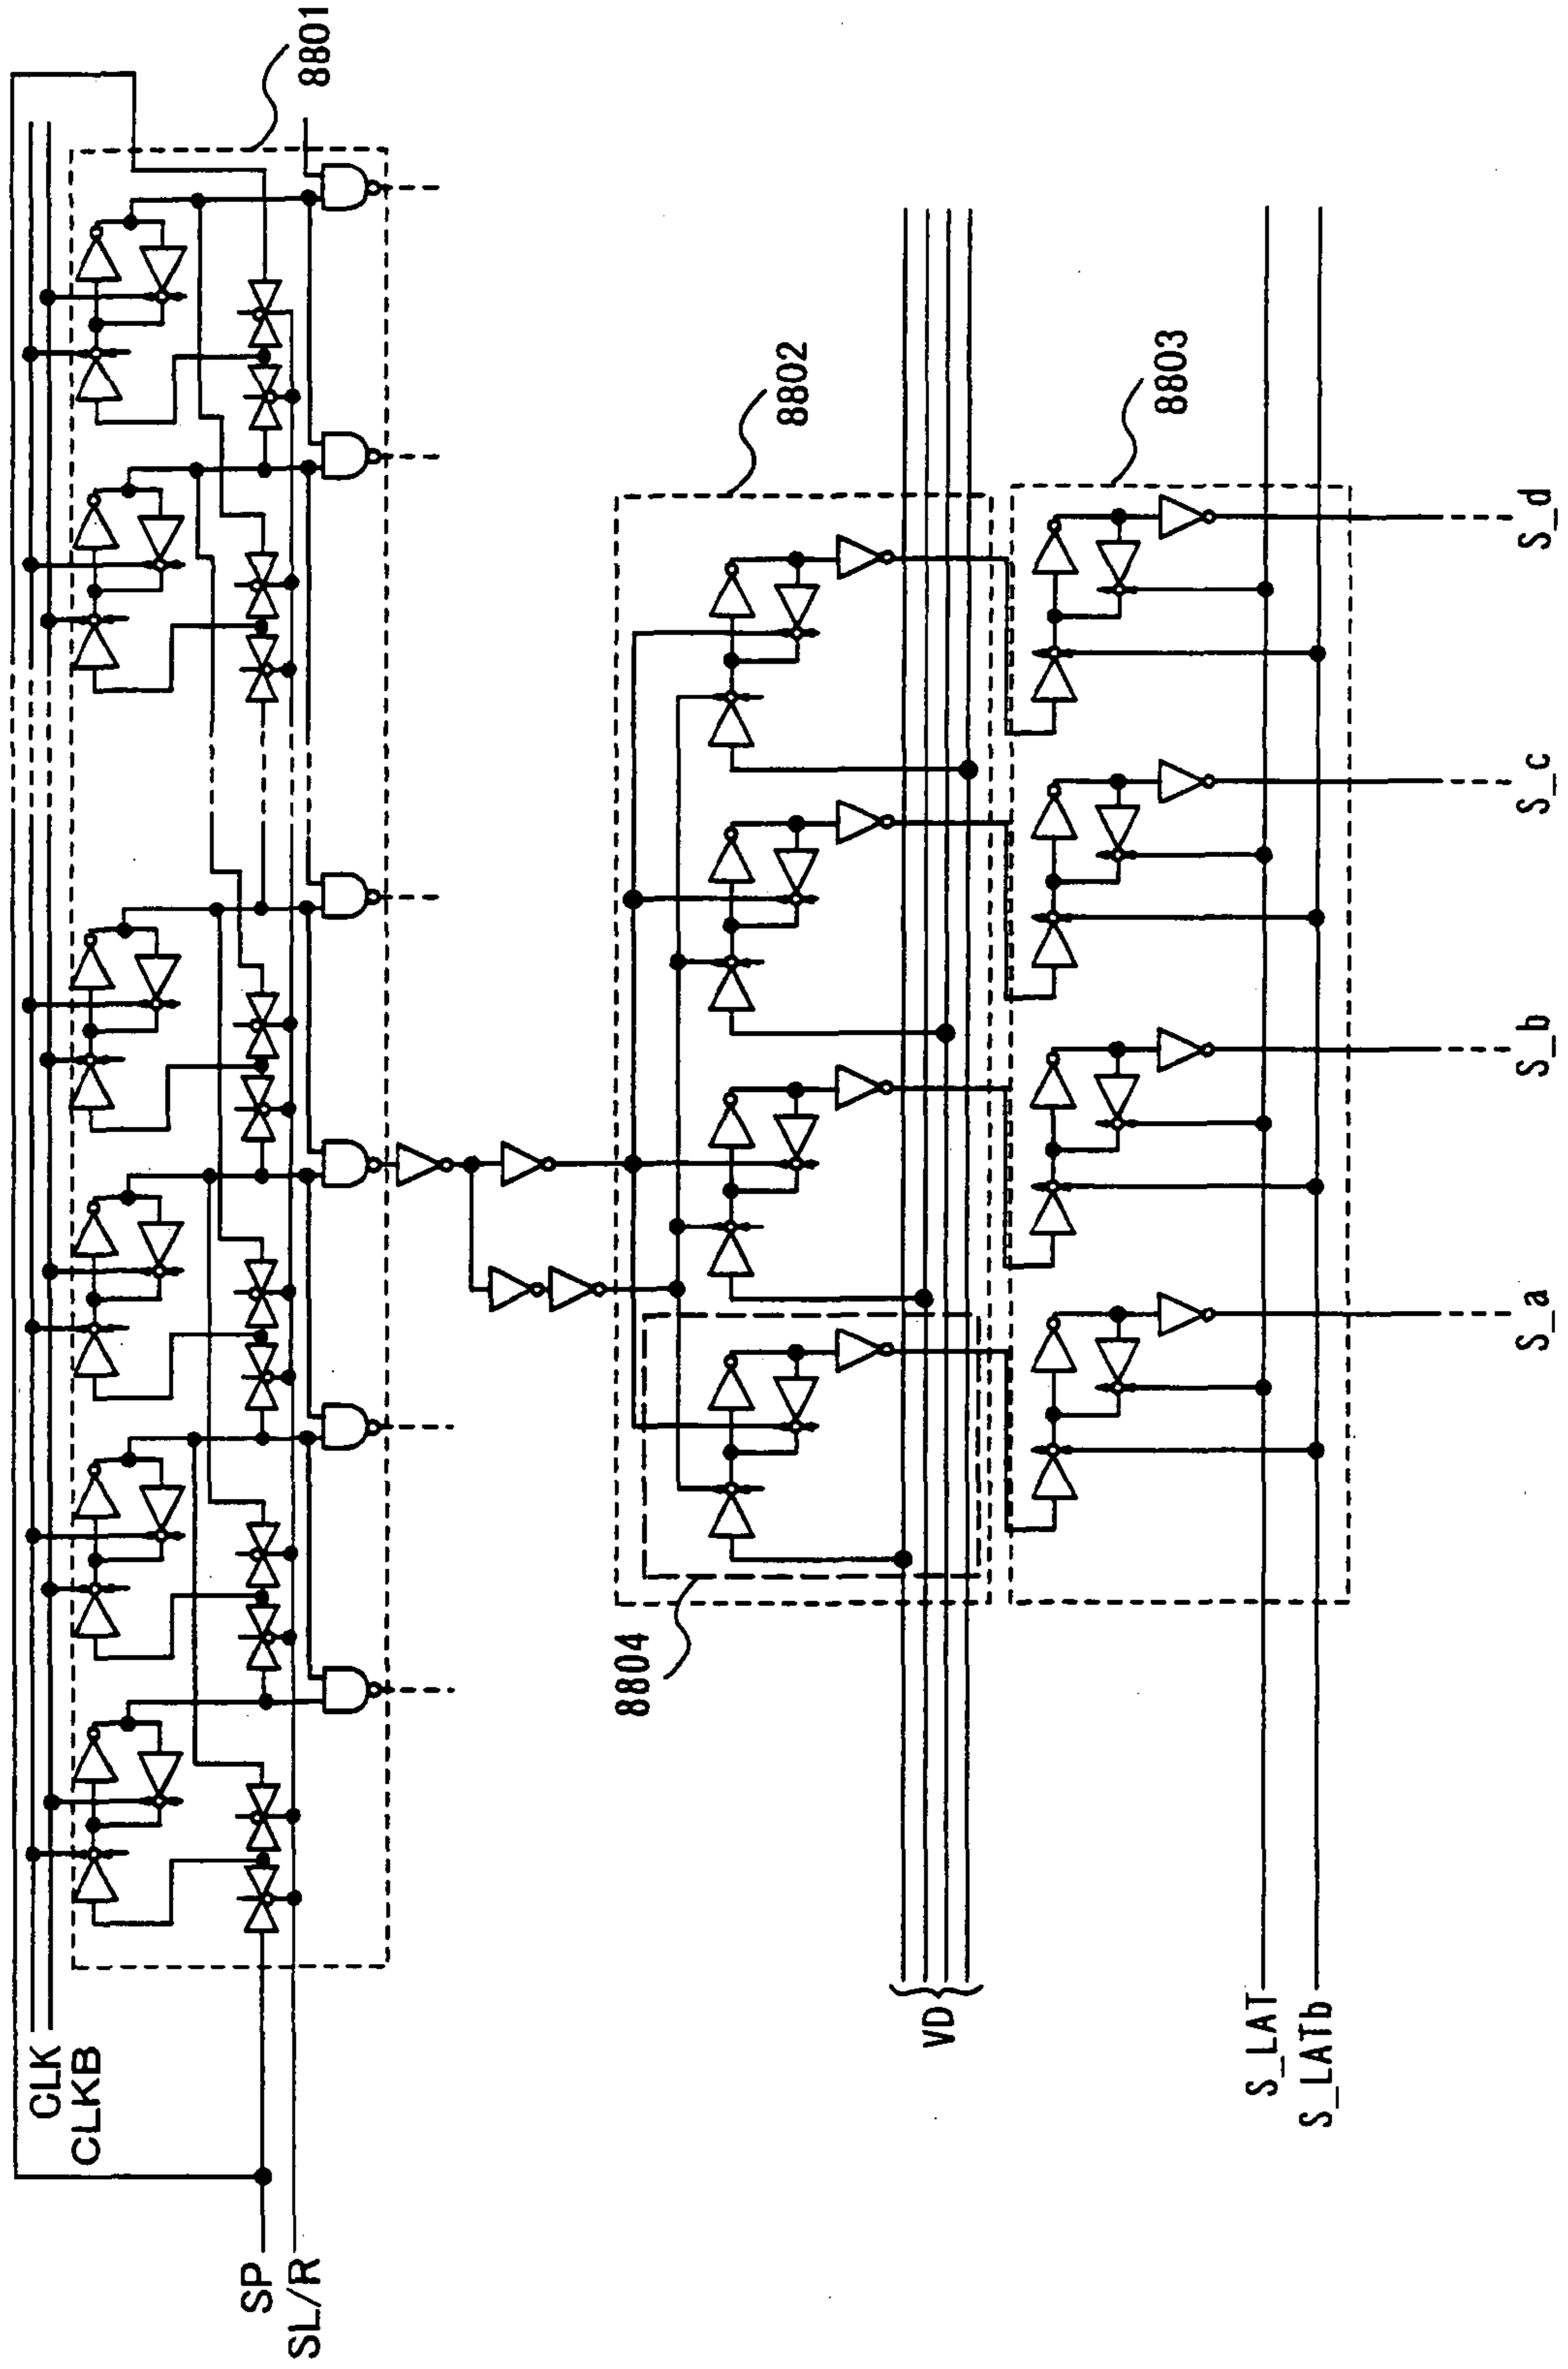 CLK
CLKB
SP
SL/R
8801
8802
8804
VD
8803
S_LAT
S_LATb
S_a
S_b
S_c
S_d